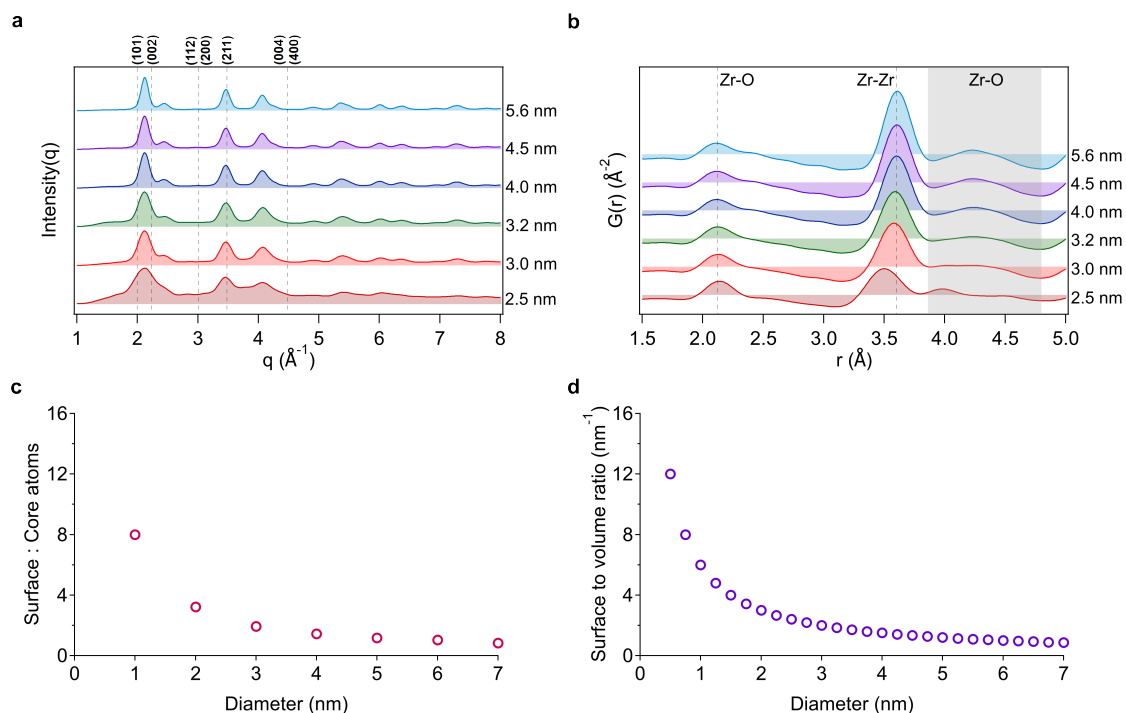 a
(101)
(002)
(112)
(200)
(211)
(004)
(400)
Intensity(q)
5.6 nm
4.5 nm
4.0 nm
3.2 nm
3.0 nm
2.5 nm
1 2 3 4 5 6 7 8
q (Å⁻¹)
b
Zr-O Zr-Zr Zr-O
G(r) (Å⁻²)
5.6 nm
4.5 nm
4.0 nm
3.2 nm
3.0 nm
2.5 nm
1.5 2.0 2.5 3.0 3.5 4.0 4.5 5.0
r (Å)
c
Surface : Core atoms
16
12
8
4
0
0 1 2 3 4 5 6 7
Diameter (nm)
d
Surface to volume ratio (nm⁻¹)
16
12
8
4
0
0 1 2 3 4 5 6 7
Diameter (nm)